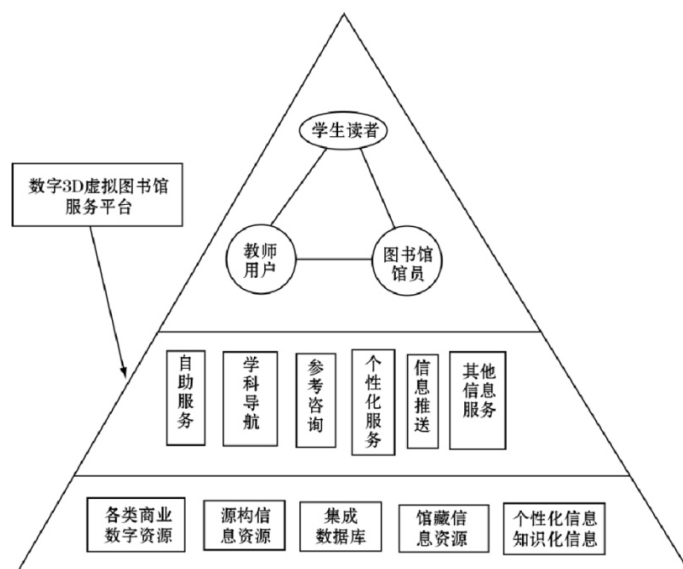 学生读者
数字3D虚拟图书馆
服务平台
教师
用户
图书馆
馆员
自助服务
学科导航
参考咨询
个性化服务
信息推送
其他
信息
服务
各类商业
数字资源
源构信
息资源
集成
数据库
馆藏信
息资源
个性化信息
知识化信息